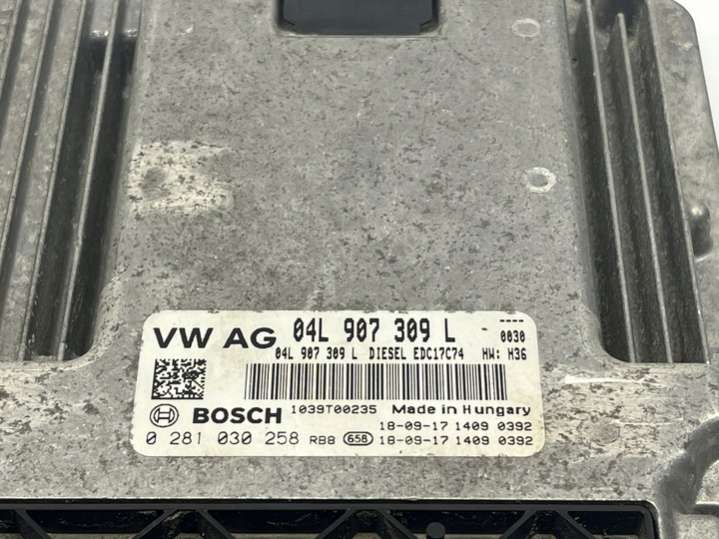 VW AG 04L 907 309 L - ----
0030
04L 907 309 L DIESEL EDC17C74 HW: H36
BOSCH 1039T00235 Made in Hungary
18-09-17 1409 0392
0 281 030 258 RBB 658 18-09-17 1409 0392